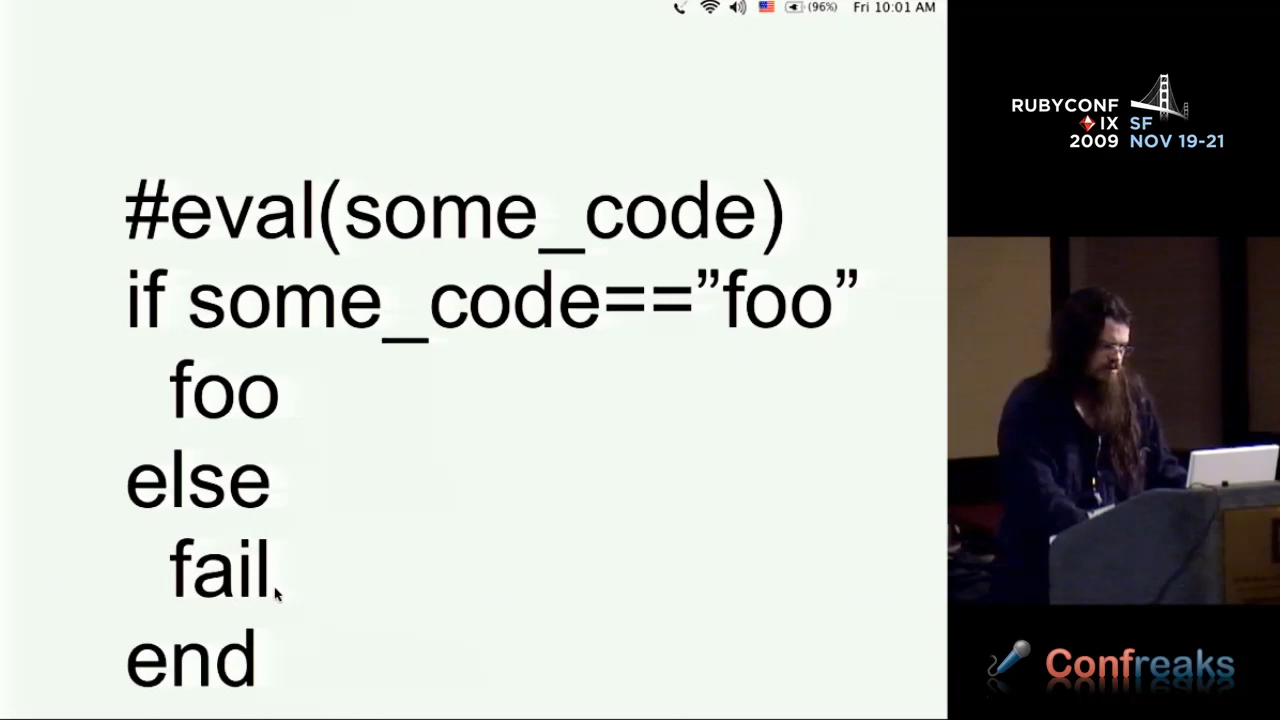 (96%) Fri 10:01 AM
#eval(some_code)
if some_code==”foo”
foo
else
fail
end
RUBYCONF
IX SF
2009 NOV 19-21
Confreaks